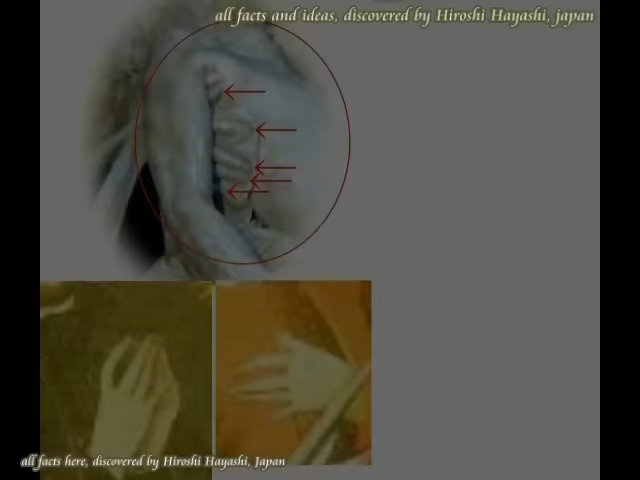 all facts and ideas, discovered by Hiroshi Hayashi, japan
all facts here, discovered by Hiroshi Hayashi, Japan